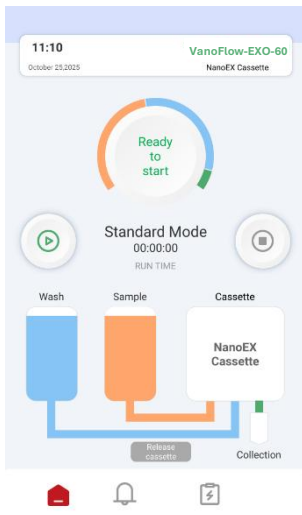 11:10
VanoFlow-EXO-60
October 25,2025
NanoEX Cassette
Ready
to
start
Standard Mode
00:00:00
RUN TIME
Wash
Sample
Cassette
NanoEX
Cassette
Release
cassette
Collection